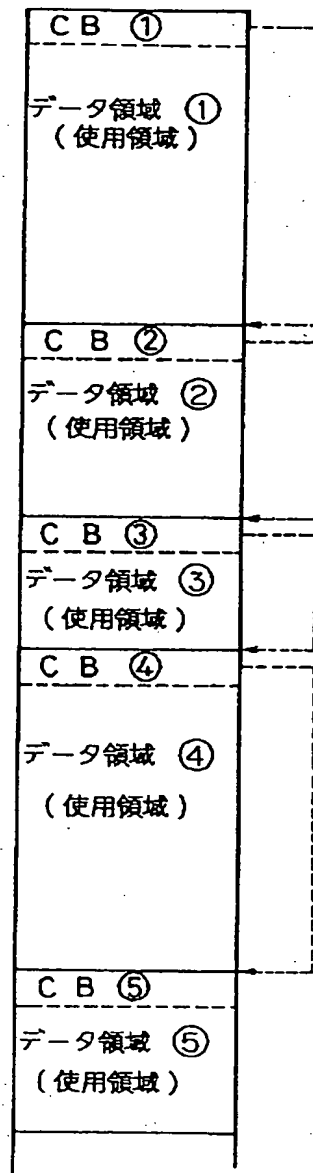 C B ①
データ領域 ①
(使用領域)
C B ②
データ領域 ②
(使用領域)
C B ③
データ領域 ③
(使用領域)
C B ④
データ領域 ④
(使用領域)
C B ⑤
データ領域 ⑤
(使用領域)